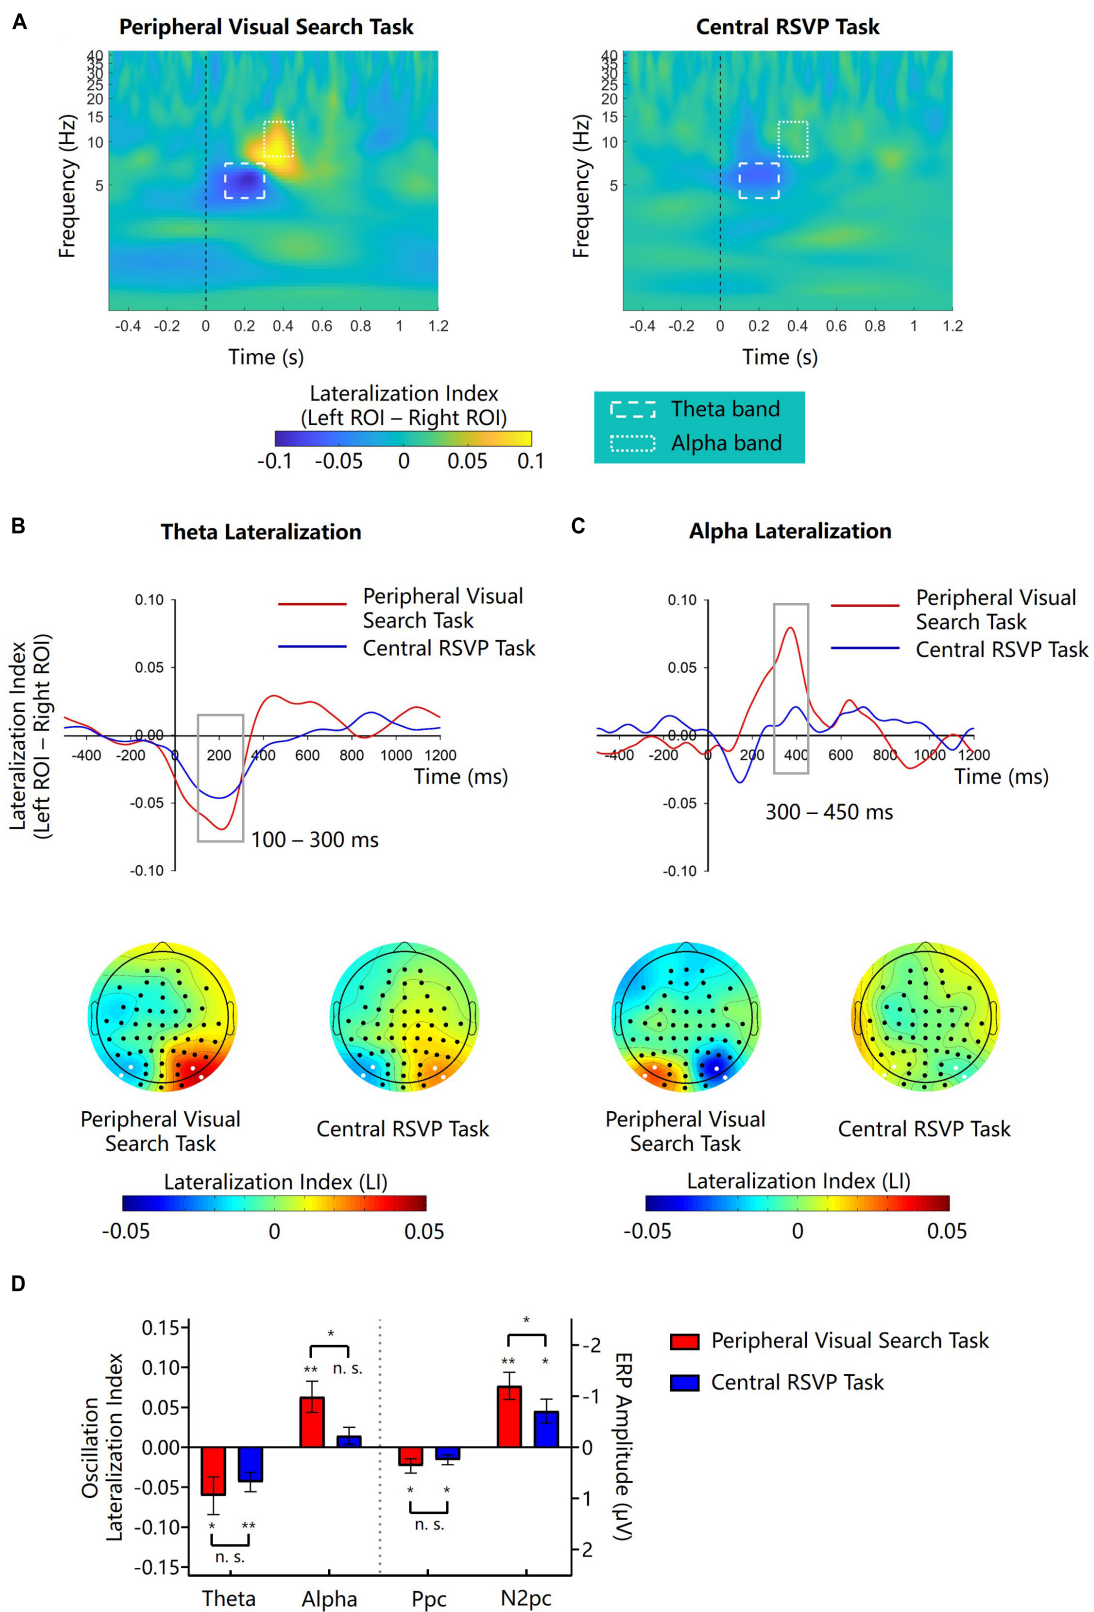 A
Peripheral Visual Search Task
Central RSVP Task
Frequency (Hz)
40
35
30
25
20
15
10
5
-0.4 -0.2 0 0.2 0.4 0.6 0.8 1 1.2
Time (s)
Frequency (Hz)
40
35
30
25
20
15
10
5
-0.4 -0.2 0 0.2 0.4 0.6 0.8 1 1.2
Time (s)
Lateralization Index
(Left ROI – Right ROI)
-0.1 -0.05 0 0.05 0.1
Theta band
Alpha band
B
Theta Lateralization
Lateralization Index
(Left ROI – Right ROI)
0.10
0.05
0.00
-0.05
-0.10
-400 -200 0 200 400 600 800 1000 1200
Time (ms)
Peripheral Visual
Search Task
Central RSVP Task
100 – 300 ms
Peripheral Visual
Search Task
Central RSVP Task
Lateralization Index (LI)
-0.05 0 0.05
C
Alpha Lateralization
0.10
0.05
0.00
-0.05
-0.10
-400 -200 0 200 400 600 800 1000 1200
Time (ms)
Peripheral Visual
Search Task
Central RSVP Task
300 – 450 ms
Peripheral Visual
Search Task
Central RSVP Task
Lateralization Index (LI)
-0.05 0 0.05
D
Oscillation
Lateralization Index
0.15
0.10
0.05
0.00
-0.05
-0.10
-0.15
* ** n. s.
** n. s. *
* * n. s.
** * *
Theta Alpha Ppc N2pc
-2
-1
0
1
2
ERP Amplitude (μV)
Peripheral Visual Search Task
Central RSVP Task